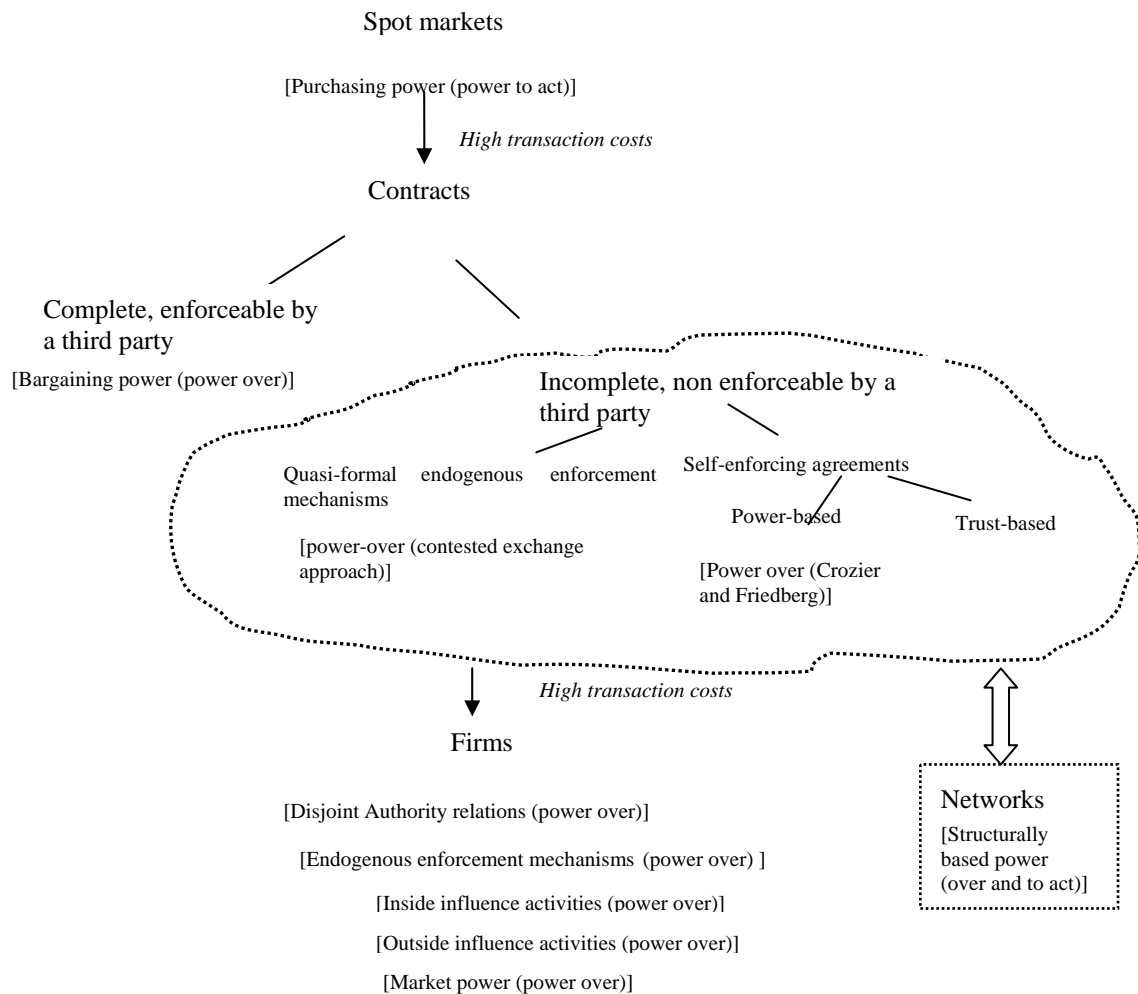 Spot markets
[Purchasing power (power to act)]
High transaction costs
Contracts
Complete, enforceable by
a third party
[Bargaining power (power over)]
Incomplete, non enforceable by a
third party
Quasi-formal endogenous enforcement
mechanisms
[power-over (contested exchange
approach)]
Self-enforcing agreements
Power-based
Trust-based
[Power over (Crozier
and Friedberg)]
High transaction costs
Firms
[Disjoint Authority relations (power over)]
[Endogenous enforcement mechanisms (power over) ]
[Inside influence activities (power over)]
[Outside influence activities (power over)]
[Market power (power over)]
Networks
[Structurally
based power
(over and to act)]